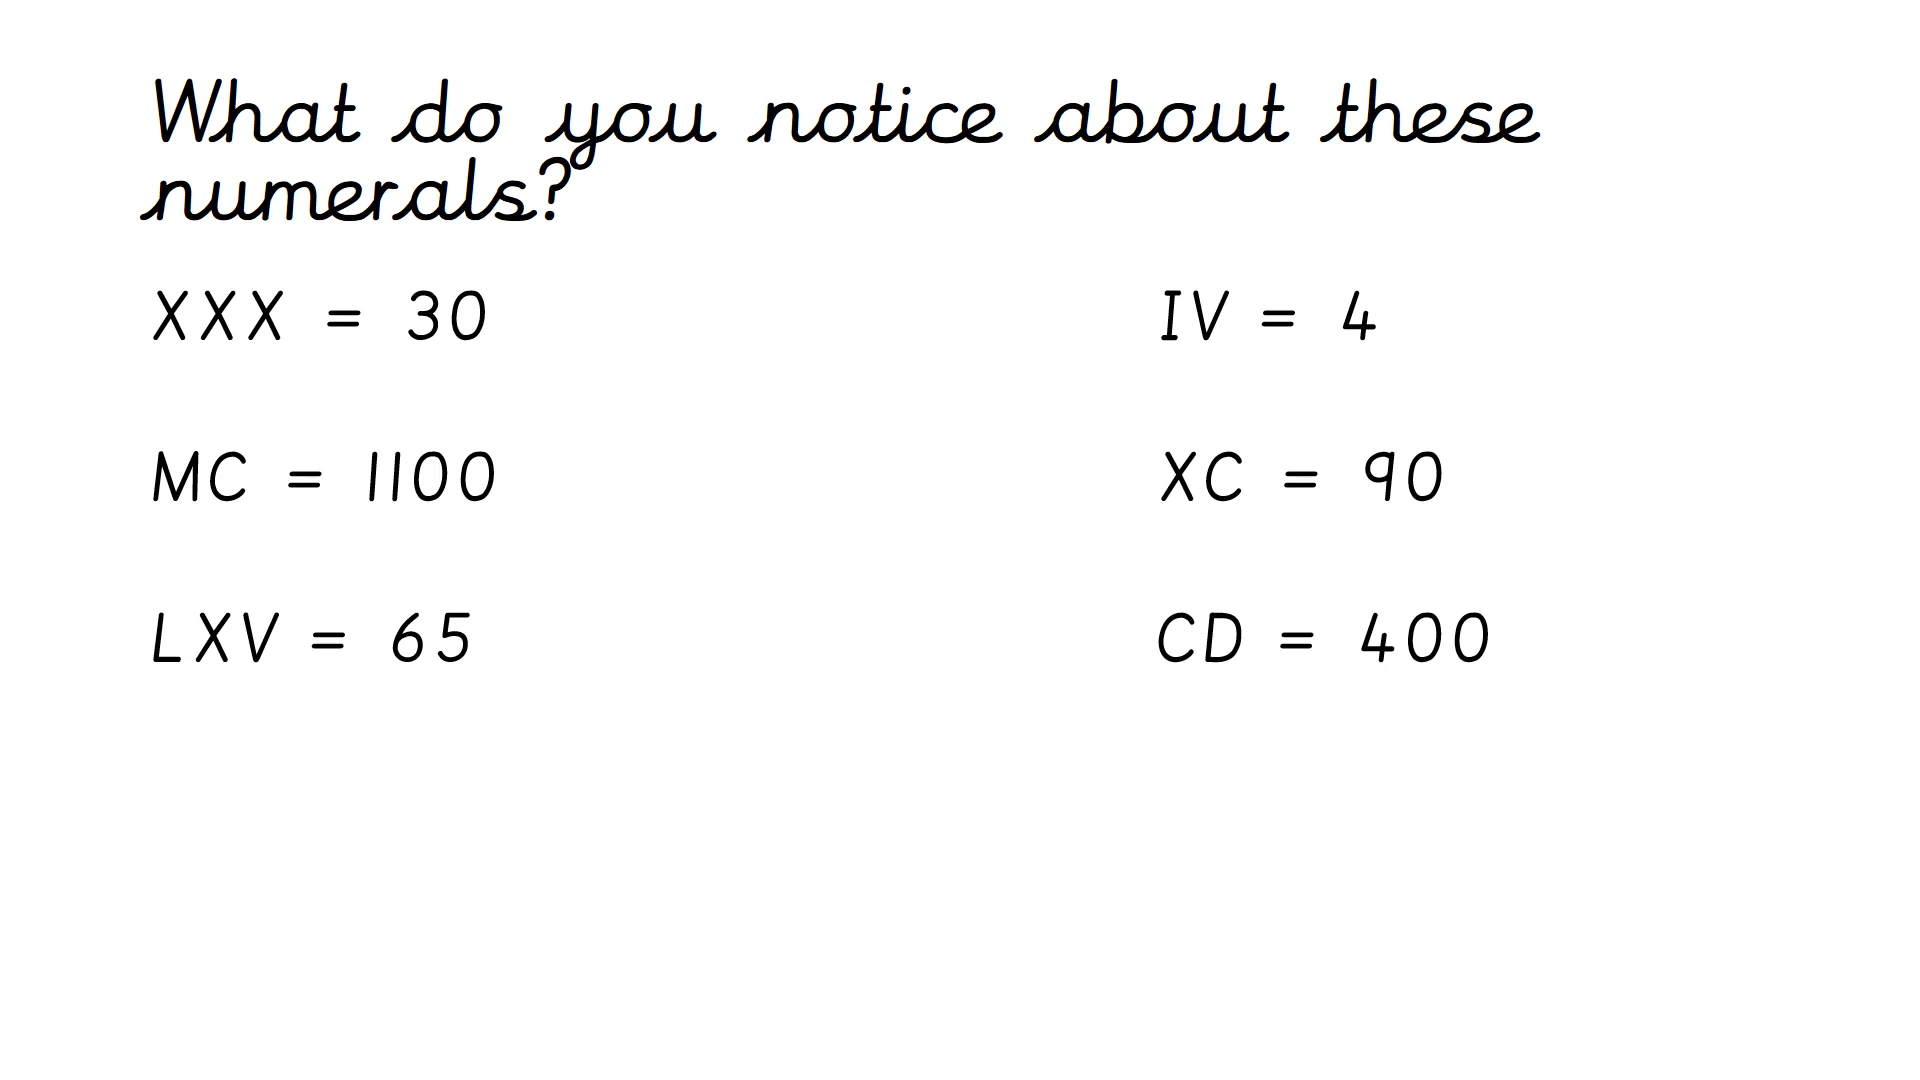 What do you notice about these
numerals?
XXX = 30
MC = 1100
LXV = 65
IV = 4
XC = 90
CD = 400